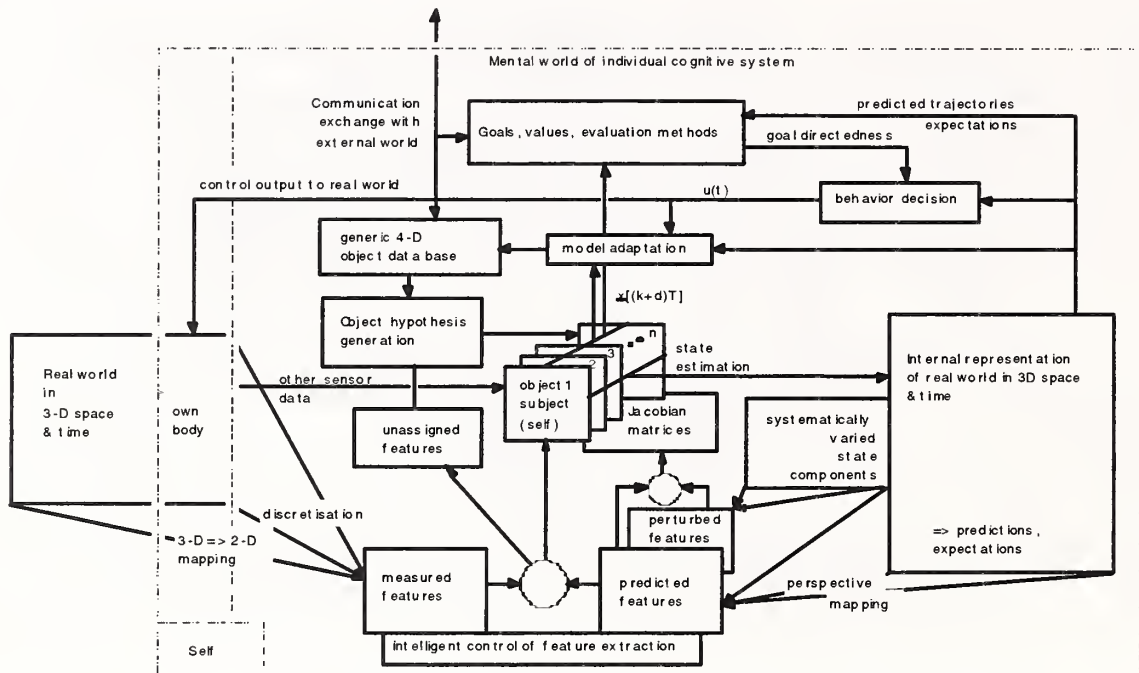 Mental world of individual cognitive system
Communication
exchange with
external world
Goals, values, evaluation methods
predicted trajectories
expectations
goal directedness
control output to real world
u(t)
behavior decision
generic 4-D
object data base
model adaptation
x[(k+d)T]
Object hypothesis
generation
n
3
2
object 1
subject
(self)
state
estimation
Real world
in
3-D space
& time
own
body
other sensor
data
Jacobian
matrices
Internal representation
of real world in 3D space
& time
unassigned
features
systematically
varied
state
components
discretisation
3-D => 2-D
mapping
perturbed
features
=> predictions,
expectations
measured
features
predicted
features
perspective
mapping
intelligent control of feature extraction
Self